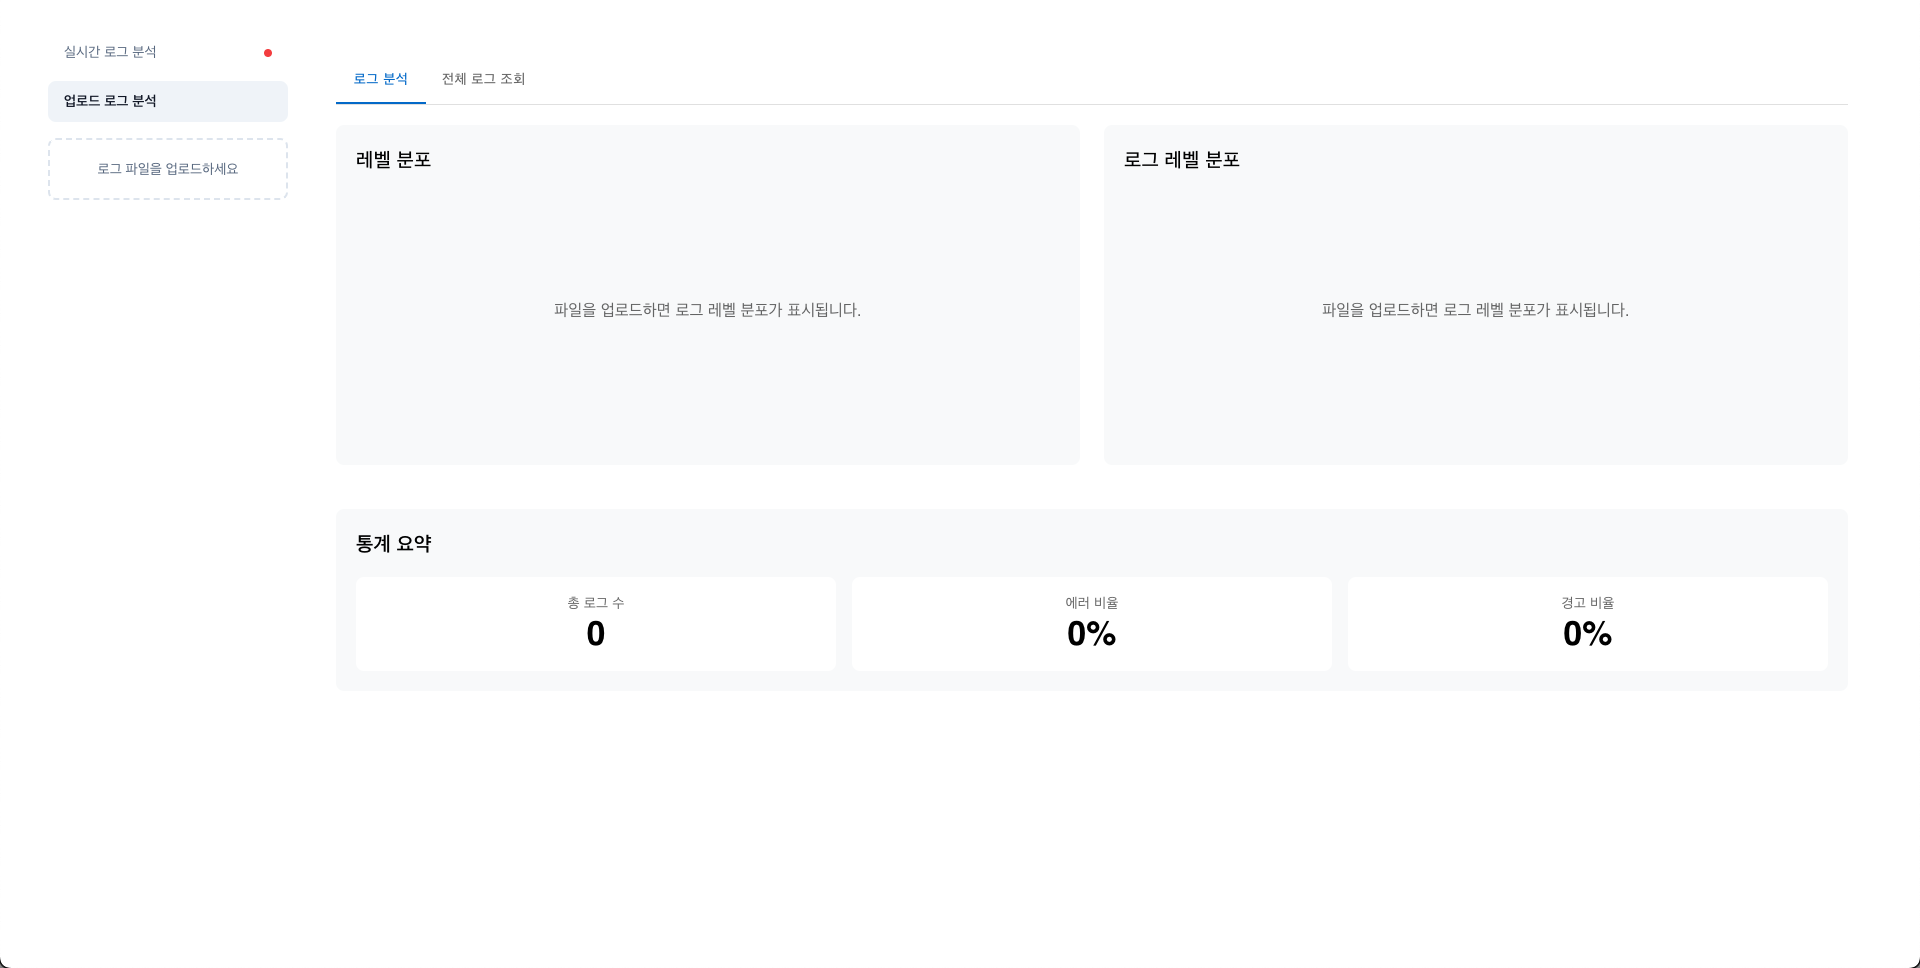 실시간 로그 분석
업로드 로그 분석
로그 파일을 업로드하세요
로그 분석
전체 로그 조회
레벨 분포
파일을 업로드하면 로그 레벨 분포가 표시됩니다.
로그 레벨 분포
파일을 업로드하면 로그 레벨 분포가 표시됩니다.
통계 요약
총 로그 수
0
에러 비율
0%
경고 비율
0%